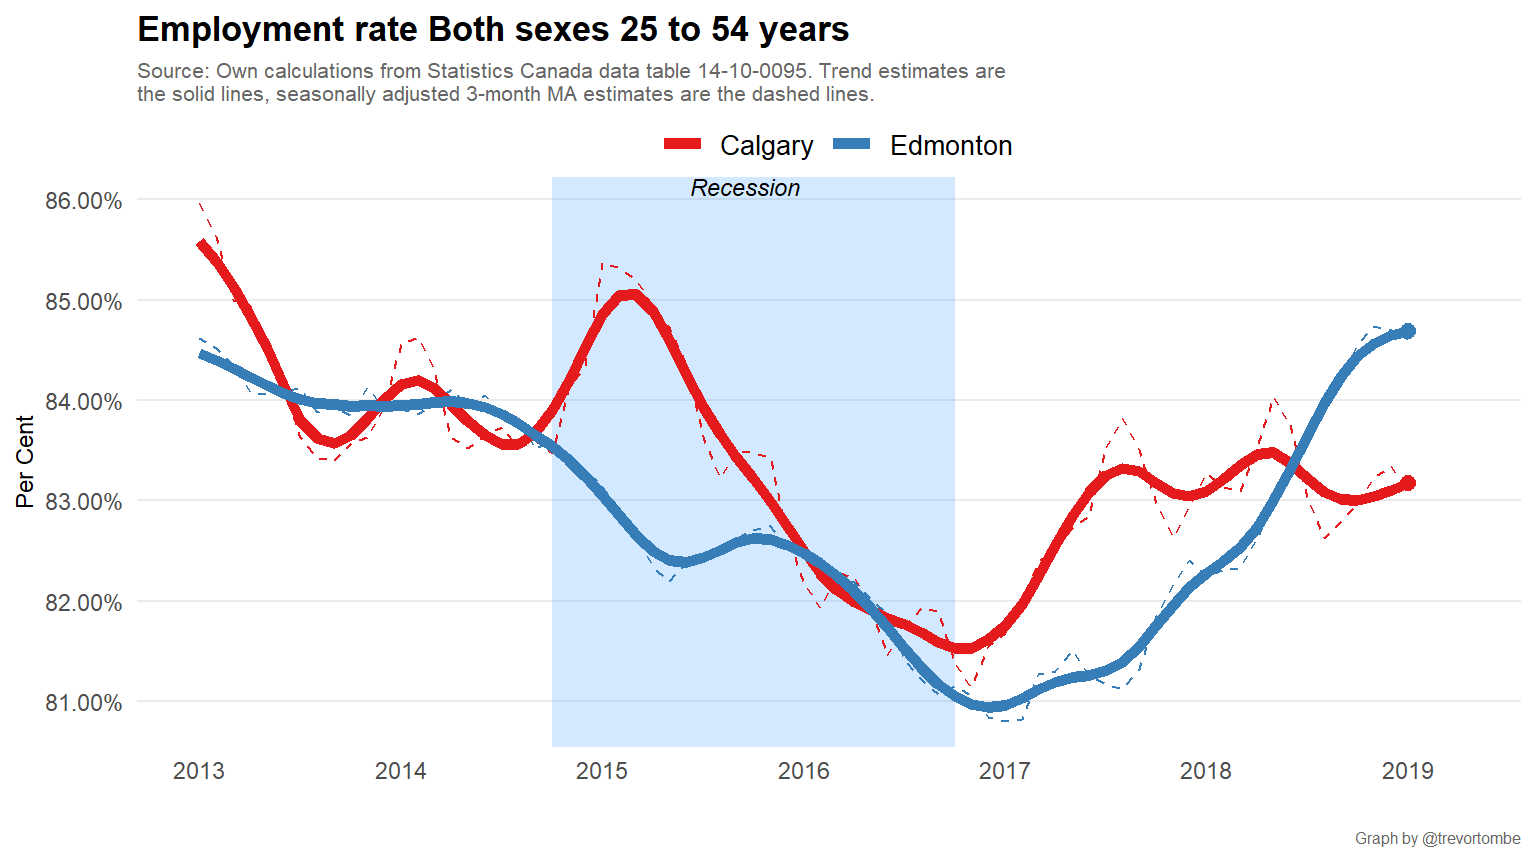 Employment rate Both sexes 25 to 54 years
Source: Own calculations from Statistics Canada data table 14-10-0095. Trend estimates are
the solid lines, seasonally adjusted 3-month MA estimates are the dashed lines.
Calgary Edmonton
Recession
86.00%
85.00%
84.00%
83.00%
82.00%
81.00%
Per Cent
2013 2014 2015 2016 2017 2018 2019
Graph by @trevortombe